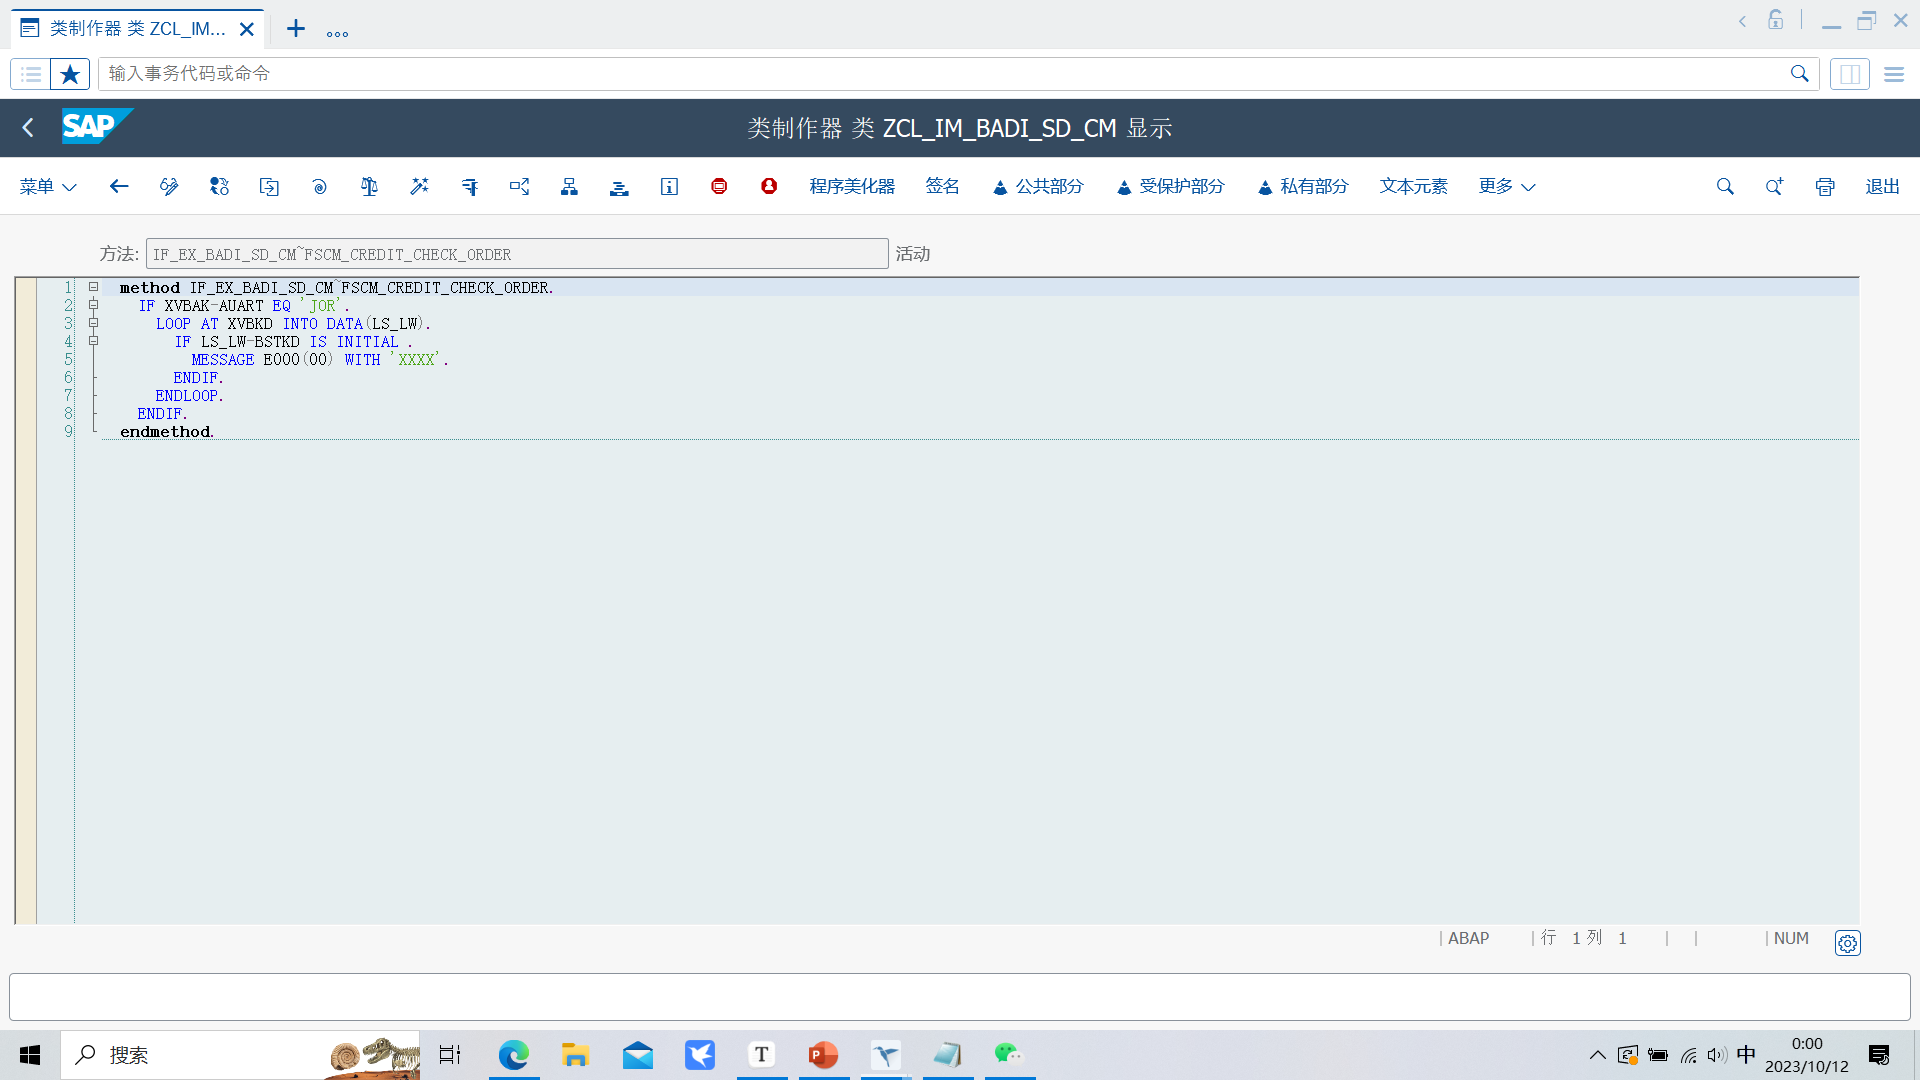 类制作器 类 ZCL_IM...
输入事务代码或命令
SAP
类制作器 类 ZCL_IM_BADI_SD_CM 显示
菜单 程序美化器 签名 公共部分 受保护部分 私有部分 文本元素 更多 退出
方法: IF_EX_BADI_SD_CM~FSCM_CREDIT_CHECK_ORDER 活动
1 method IF_EX_BADI_SD_CM~FSCM_CREDIT_CHECK_ORDER.
2 IF XVBAK-AUART EQ 'JOR'.
3 LOOP AT XVBKD INTO DATA(LS_LW).
4 IF LS_LW-BSTKD IS INITIAL .
5 MESSAGE E000(00) WITH 'XXXX'.
6 ENDIF.
7 ENDLOOP.
8 ENDIF.
9 endmethod.
ABAP 行 1 列 1 NUM
搜索
T
P
中
0:00
2023/10/12